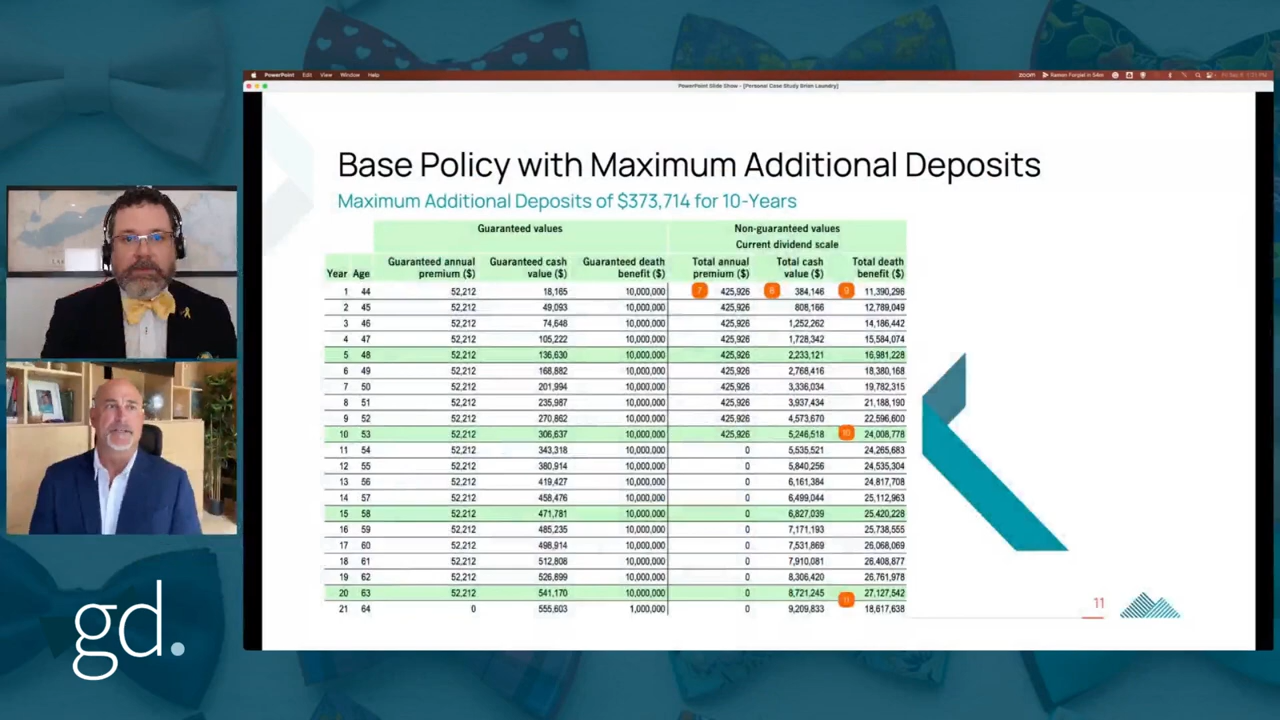 PowerPoint Edit View Window Help
zoom
PowerPoint Slide Show - [Personal Case Study Brian Laundry]
Base Policy with Maximum Additional Deposits
Maximum Additional Deposits of $373,714 for 10-Years
Guaranteed values Non-guaranteed values
Current dividend scale
Guaranteed annual Guaranteed cash Guaranteed death Total annual Total cash Total death
Year Age premium ($) value ($) benefit ($) premium ($) value ($) benefit ($)
1 44 52,212 18,165 10,000,000 7 425,926 8 384,146 9 11,390,296
2 45 52,212 49,093 10,000,000 425,926 808,166 12,789,049
3 46 52,212 74,648 10,000,000 425,926 1,252,262 14,186,442
4 47 52,212 105,222 10,000,000 425,926 1,728,342 15,584,074
5 48 52,212 136,630 10,000,000 425,926 2,233,121 16,981,228
6 49 52,212 168,882 10,000,000 425,926 2,768,416 18,380,168
7 50 52,212 201,994 10,000,000 425,926 3,336,034 19,782,315
8 51 52,212 235,987 10,000,000 425,926 3,937,434 21,188,190
9 52 52,212 270,862 10,000,000 425,926 4,573,670 22,596,600
10 53 52,212 306,637 10,000,000 425,926 5,246,518 10 24,008,778
11 54 52,212 343,318 10,000,000 0 5,535,521 24,265,683
12 55 52,212 380,914 10,000,000 0 5,840,256 24,535,304
13 56 52,212 419,427 10,000,000 0 6,161,384 24,817,708
14 57 52,212 458,476 10,000,000 0 6,499,044 25,112,963
15 58 52,212 471,781 10,000,000 0 6,827,039 25,420,228
16 59 52,212 485,235 10,000,000 0 7,171,193 25,738,555
17 60 52,212 498,914 10,000,000 0 7,531,869 26,068,069
18 61 52,212 512,808 10,000,000 0 7,910,081 26,408,877
19 62 52,212 526,899 10,000,000 0 8,306,420 26,761,978
20 63 52,212 541,170 10,000,000 0 8,721,245 27,127,542
21 64 0 555,603 1,000,000 0 9,209,833 11 18,617,638
11
gd.